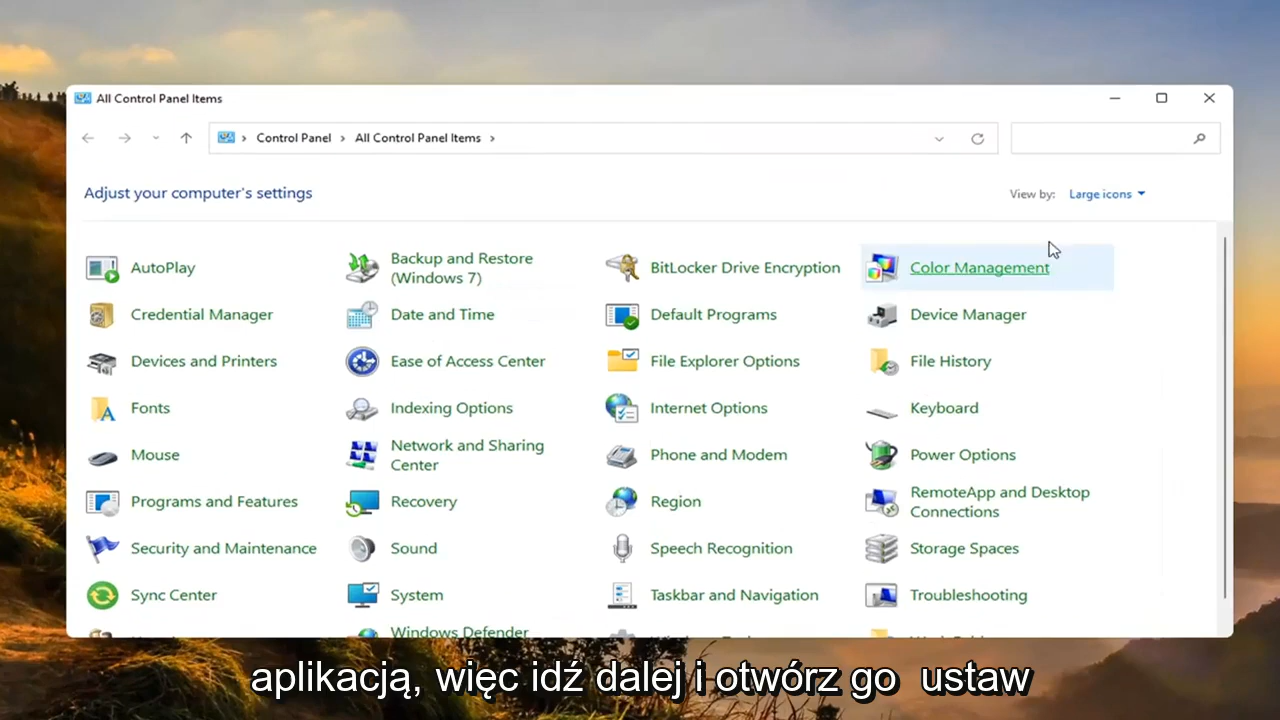 All Control Panel Items
Control Panel All Control Panel Items
Adjust your computer's settings
View by: Large icons
AutoPlay
Backup and Restore
(Windows 7)
BitLocker Drive Encryption
Color Management
Credential Manager
Date and Time
Default Programs
Device Manager
Devices and Printers
Ease of Access Center
File Explorer Options
File History
Fonts
Indexing Options
Internet Options
Keyboard
Mouse
Network and Sharing
Center
Phone and Modem
Power Options
Programs and Features
Recovery
Region
RemoteApp and Desktop
Connections
Security and Maintenance
Sound
Speech Recognition
Storage Spaces
Sync Center
System
Taskbar and Navigation
Troubleshooting
Windows Defender
aplikacją, więc idź dalej i otwórz go ustaw